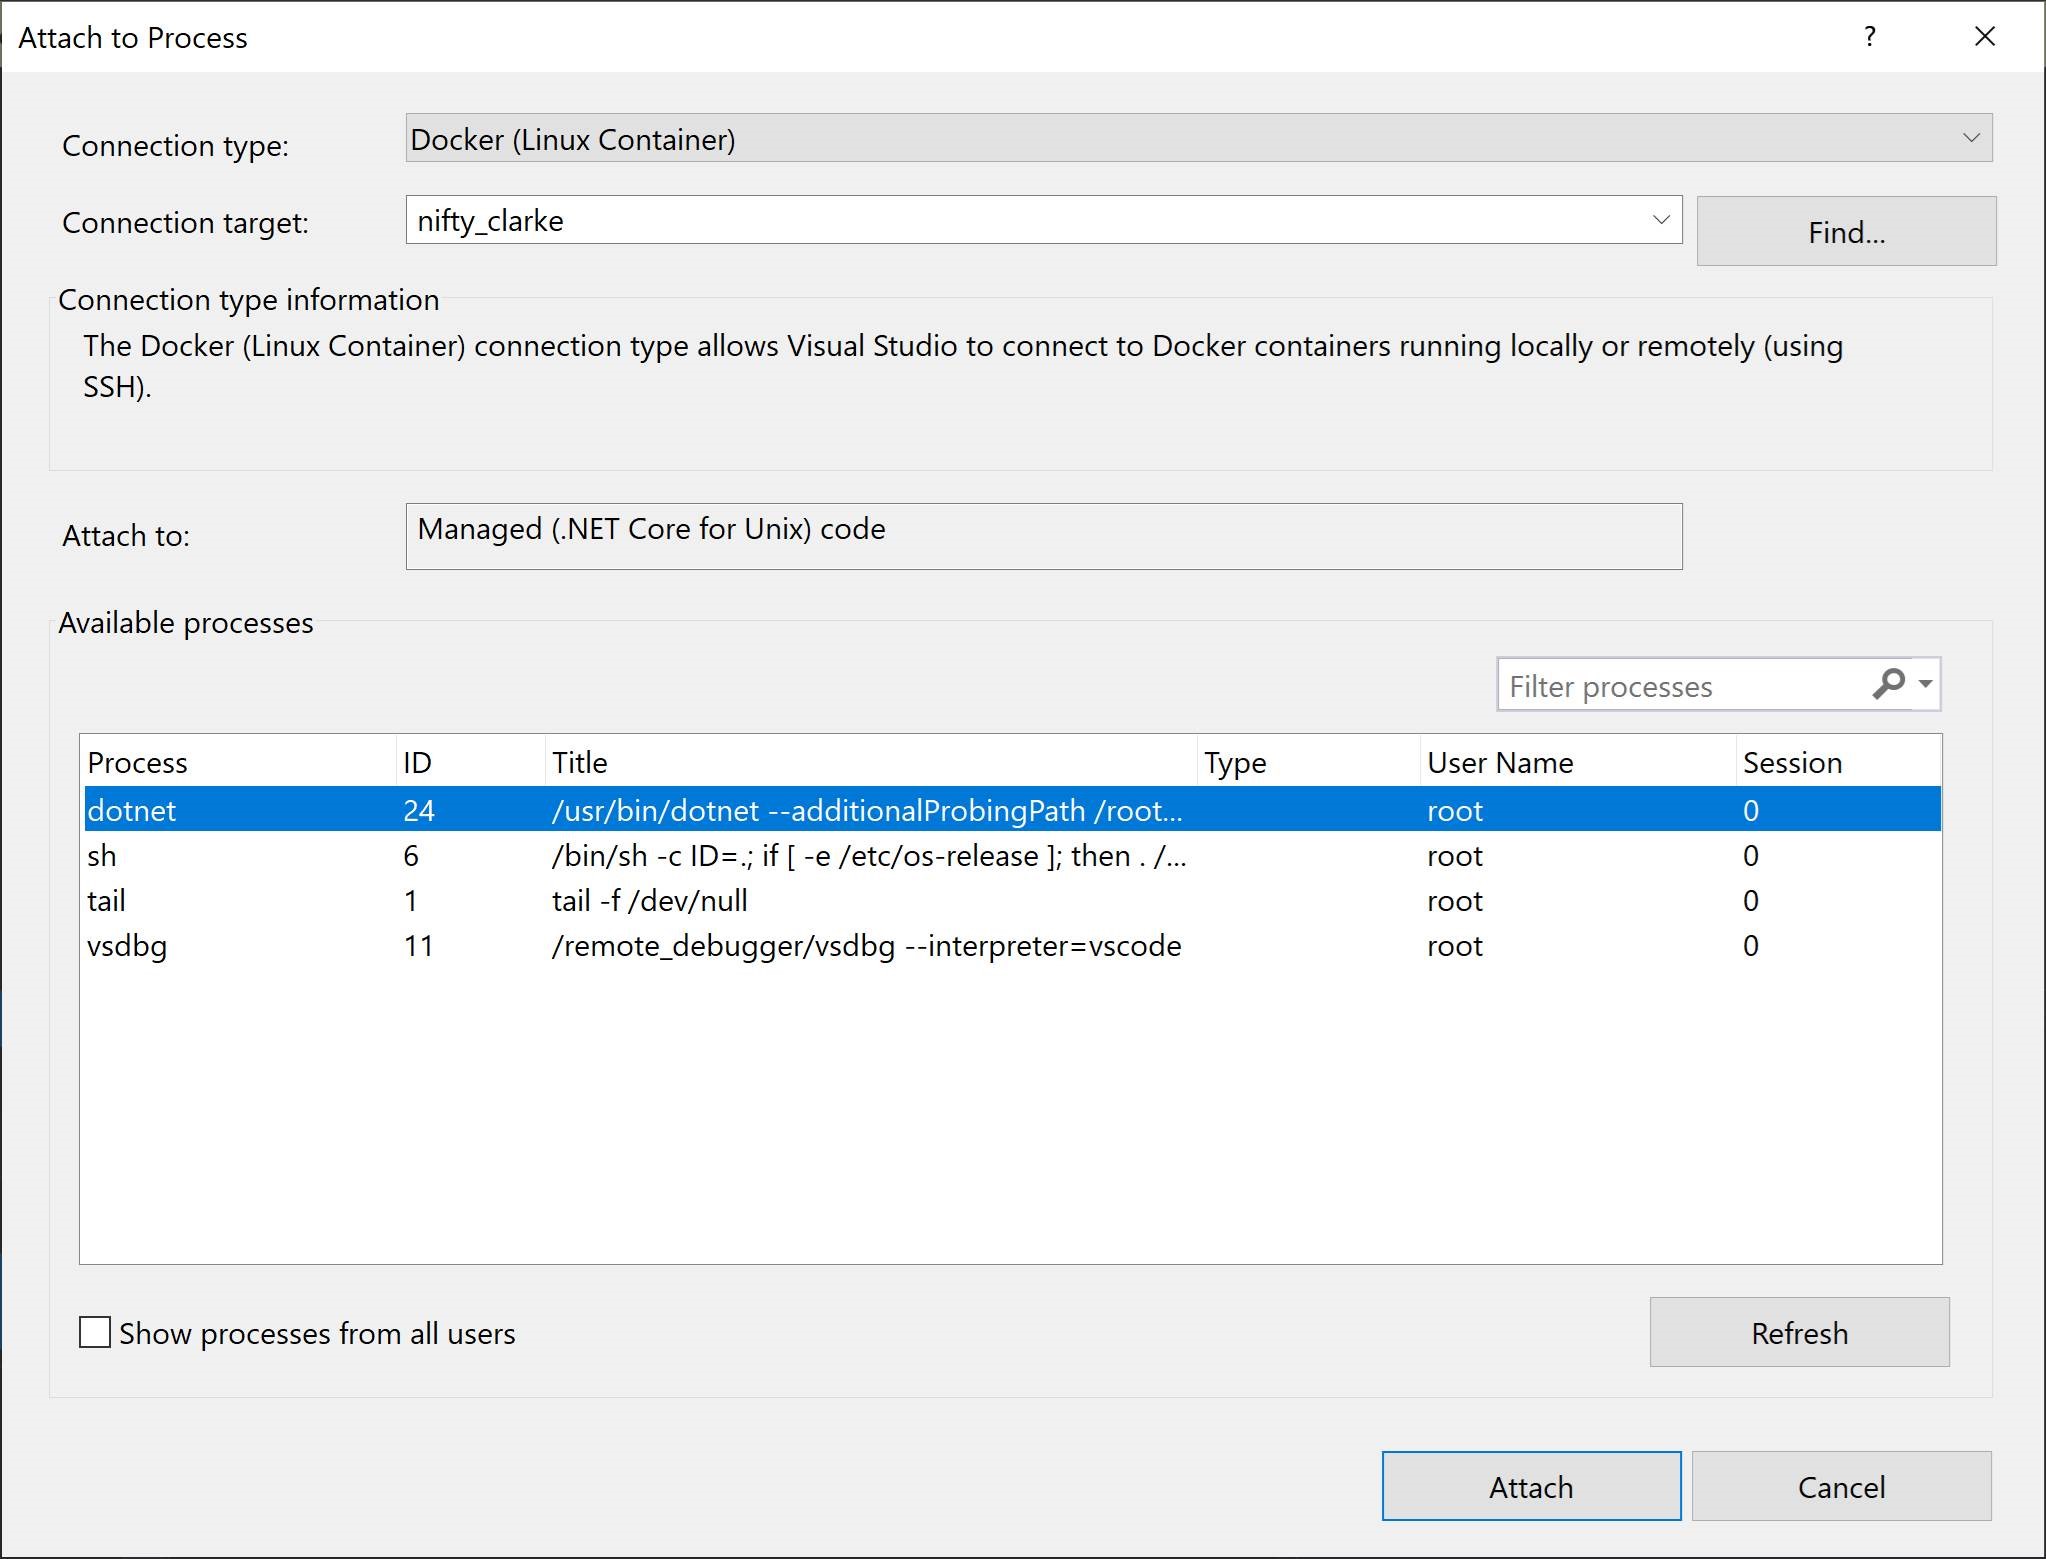 Attach to Process
?
Connection type: Docker (Linux Container)
Connection target: nifty_clarke Find...
Connection type information
The Docker (Linux Container) connection type allows Visual Studio to connect to Docker containers running locally or remotely (using
SSH).
Attach to: Managed (.NET Core for Unix) code
Available processes
Filter processes
Process ID Title Type User Name Session
dotnet 24 /usr/bin/dotnet --additionalProbingPath /root... root 0
sh 6 /bin/sh -c ID=.; if [ -e /etc/os-release ]; then . /... root 0
tail 1 tail -f /dev/null root 0
vsdbg 11 /remote_debugger/vsdbg --interpreter=vscode root 0
Show processes from all users Refresh
Attach Cancel